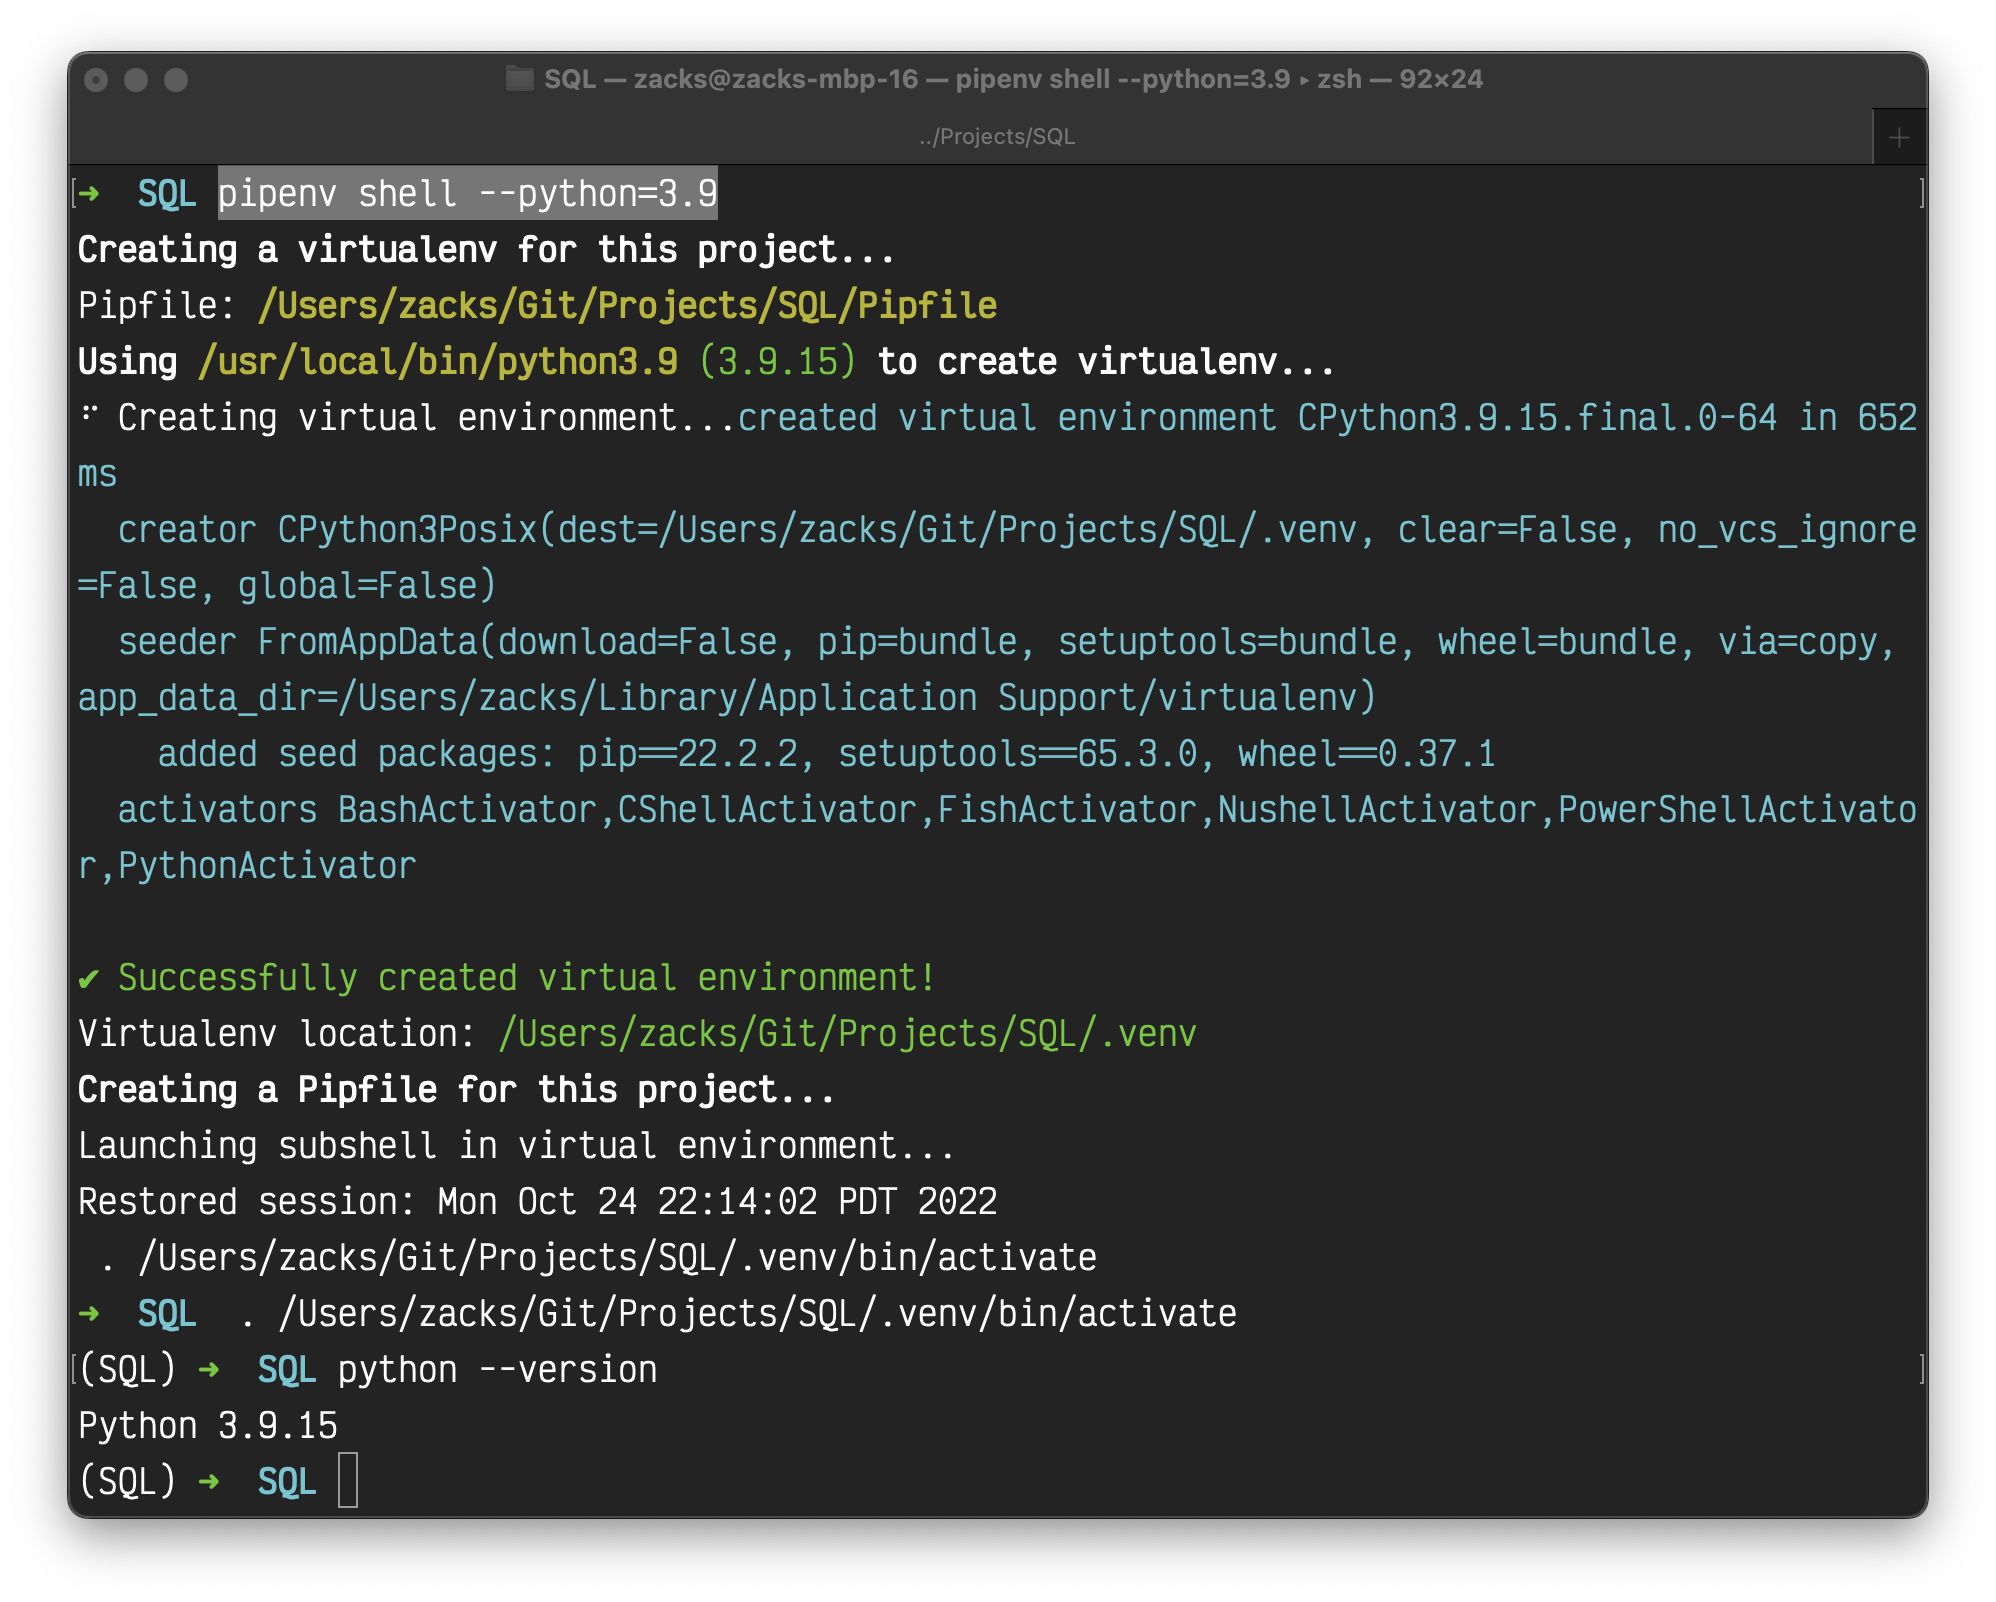 SQL — zacks@zacks-mbp-16 — pipenv shell --python=3.9 ▸ zsh — 92×24
../Projects/SQL
[➜  SQL pipenv shell --python=3.9 ]
Creating a virtualenv for this project...
Pipfile: /Users/zacks/Git/Projects/SQL/Pipfile
Using /usr/local/bin/python3.9 (3.9.15) to create virtualenv...
⠋ Creating virtual environment...created virtual environment CPython3.9.15.final.0-64 in 652
ms
  creator CPython3Posix(dest=/Users/zacks/Git/Projects/SQL/.venv, clear=False, no_vcs_ignore
=False, global=False)
  seeder FromAppData(download=False, pip=bundle, setuptools=bundle, wheel=bundle, via=copy,
app_data_dir=/Users/zacks/Library/Application Support/virtualenv)
    added seed packages: pip==22.2.2, setuptools==65.3.0, wheel==0.37.1
  activators BashActivator,CShellActivator,FishActivator,NushellActivator,PowerShellActivato
r,PythonActivator
✔ Successfully created virtual environment!
Virtualenv location: /Users/zacks/Git/Projects/SQL/.venv
Creating a Pipfile for this project...
Launching subshell in virtual environment...
Restored session: Mon Oct 24 22:14:02 PDT 2022
 . /Users/zacks/Git/Projects/SQL/.venv/bin/activate
➜  SQL  . /Users/zacks/Git/Projects/SQL/.venv/bin/activate
[(SQL) ➜  SQL python --version ]
Python 3.9.15
(SQL) ➜  SQL